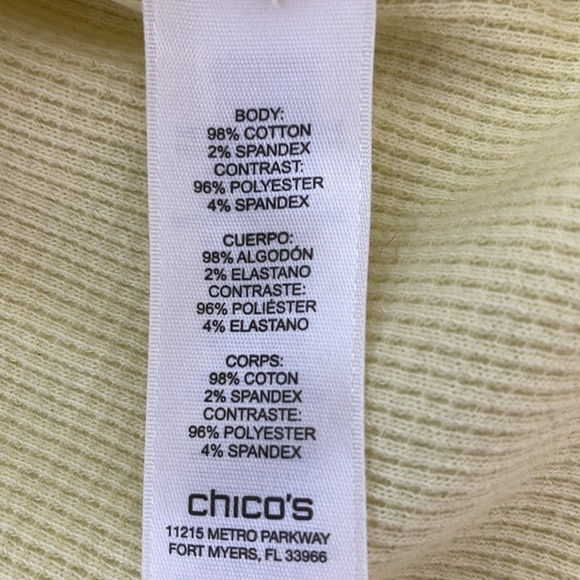 BODY:
98% COTTON
2% SPANDEX
CONTRAST:
96% POLYESTER
4% SPANDEX
CUERPO:
98% ALGODÓN
2% ELASTANO
CONTRASTE:
96% POLIÉSTER
4% ELASTANO
CORPS:
98% COTON
2% SPANDEX
CONTRASTE:
96% POLYESTER
4% SPANDEX
chico's
11215 METRO PARKWAY
FORT MYERS, FL 33966